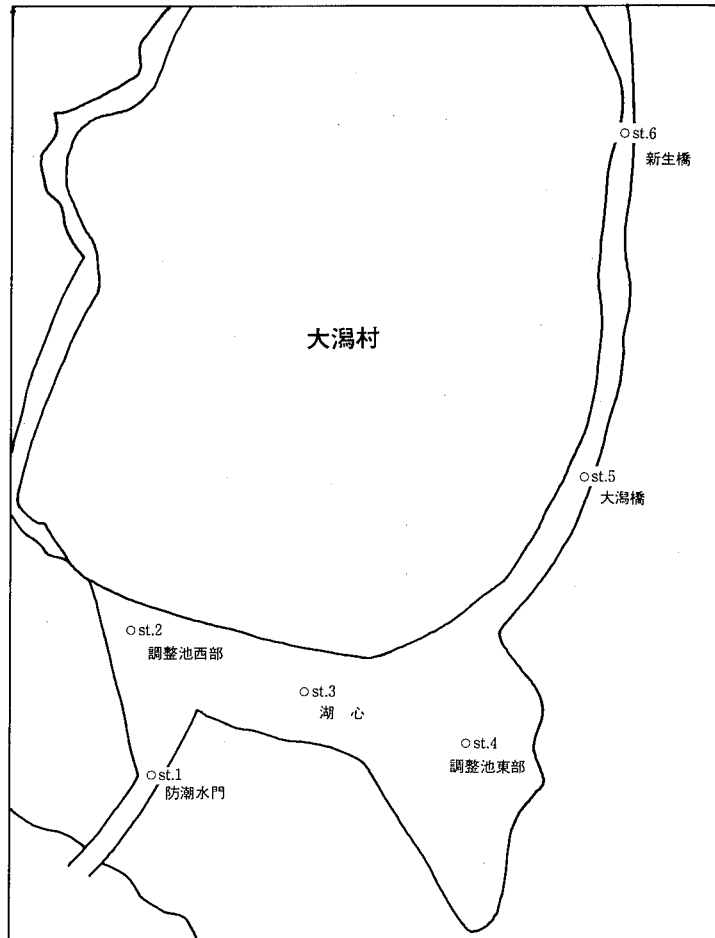 st.6
新生橋
大潟村
st.5
大潟橋
st.2
調整池西部
st.3
湖 心
st.4
調整池東部
st.1
防潮水門